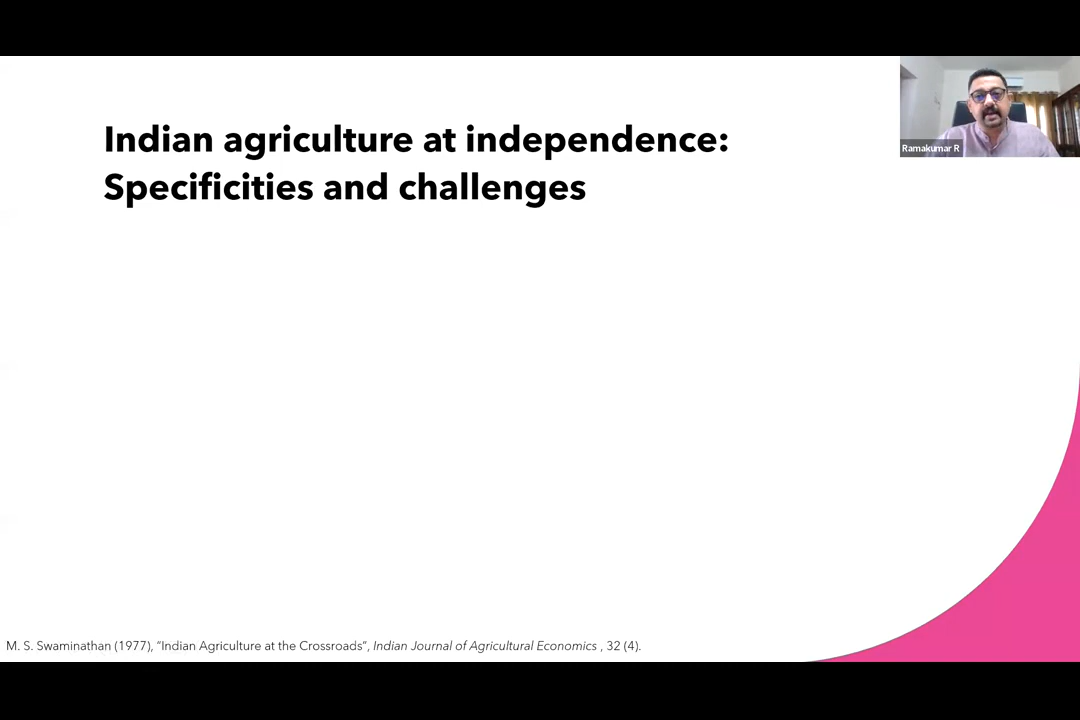 Indian agriculture at independence:
Specificities and challenges
Ramakumar R
M. S. Swaminathan (1977), “Indian Agriculture at the Crossroads”, Indian Journal of Agricultural Economics , 32 (4).